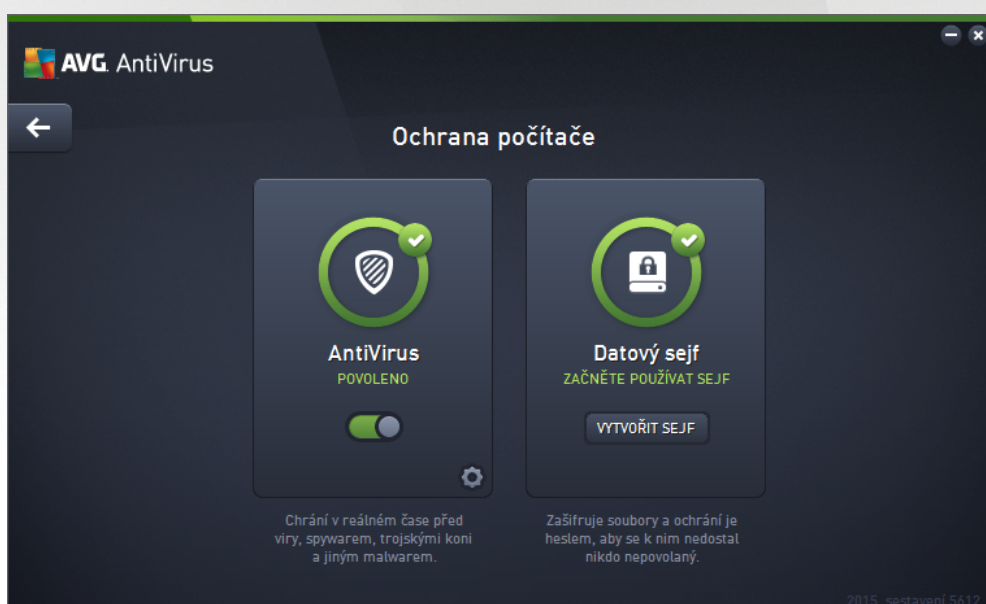 AVG. AntiVirus
Ochrana počítače
AntiVirus
POVOLENO
Chrání v reálném čase před
viry, spywarem, trojskými koni
a jiným malwarem.
Datový sejf
ZAČNĚTE POUŽÍVAT SEJF
VYTVOŘIT SEJF
Zašifruje soubory a ochrání je
heslem, aby se k nim nedostal
nikdo nepovolaný.
2015, sestavení 5612